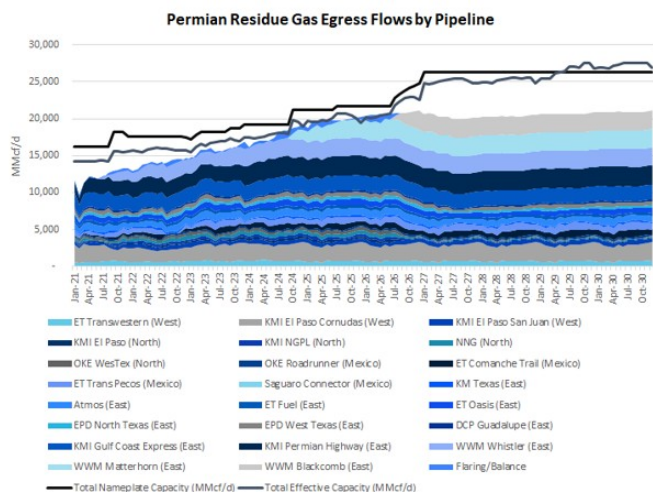 Permian Residue Gas Egress Flows by Pipeline
30,000
25,000
20,000
15,000
10,000
5,000
-
MMcf/d
Jan-21 Apr-21 Jul-21 Oct-21 Jan-22 Apr-22 Jul-22 Oct-22 Jan-23 Apr-23 Jul-23 Oct-23 Jan-24 Apr-24 Jul-24 Oct-24 Jan-25 Apr-25 Jul-25 Oct-25 Jan-26 Apr-26 Jul-26 Oct-26 Jan-27 Apr-27 Jul-27 Oct-27 Jan-28 Apr-28 Jul-28 Oct-28 Jan-29 Apr-29 Jul-29 Oct-29 Jan-30 Apr-30 Jul-30 Oct-30
ET Transwestern (West) KMI El Paso Cornudas (West) KMI El Paso San Juan (West)
KMI El Paso (North) KMI NGPL (North) NNG (North)
OKE WesTex (North) OKE Roadrunner (Mexico) ET Comanche Trail (Mexico)
ET Trans Pecos (Mexico) Saguaro Connector (Mexico) KM Texas (East)
Atmos (East) ET Fuel (East) ET Oasis (East)
EPD North Texas (East) EPD West Texas (East) DCP Guadalupe (East)
KMI Gulf Coast Express (East) KMI Permian Highway (East) WWM Whistler (East)
WWM Matterhorn (East) WWM Blackcomb (East) Flaring/Balance
Total Nameplate Capacity (MMcf/d) Total Effective Capacity (MMcf/d)